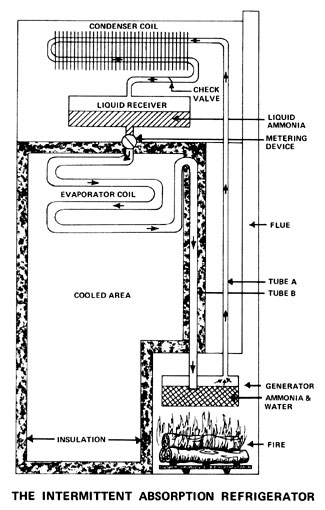 CONDENSER COIL
CHECK
VALVE
LIQUID RECEIVER
LIQUID
AMMONIA
METERING
DEVICE
EVAPORATOR COIL
FLUE
TUBE A
TUBE B
COOLED AREA
GENERATOR
AMMONIA &
WATER
INSULATION
FIRE
THE INTERMITTENT ABSORPTION REFRIGERATOR